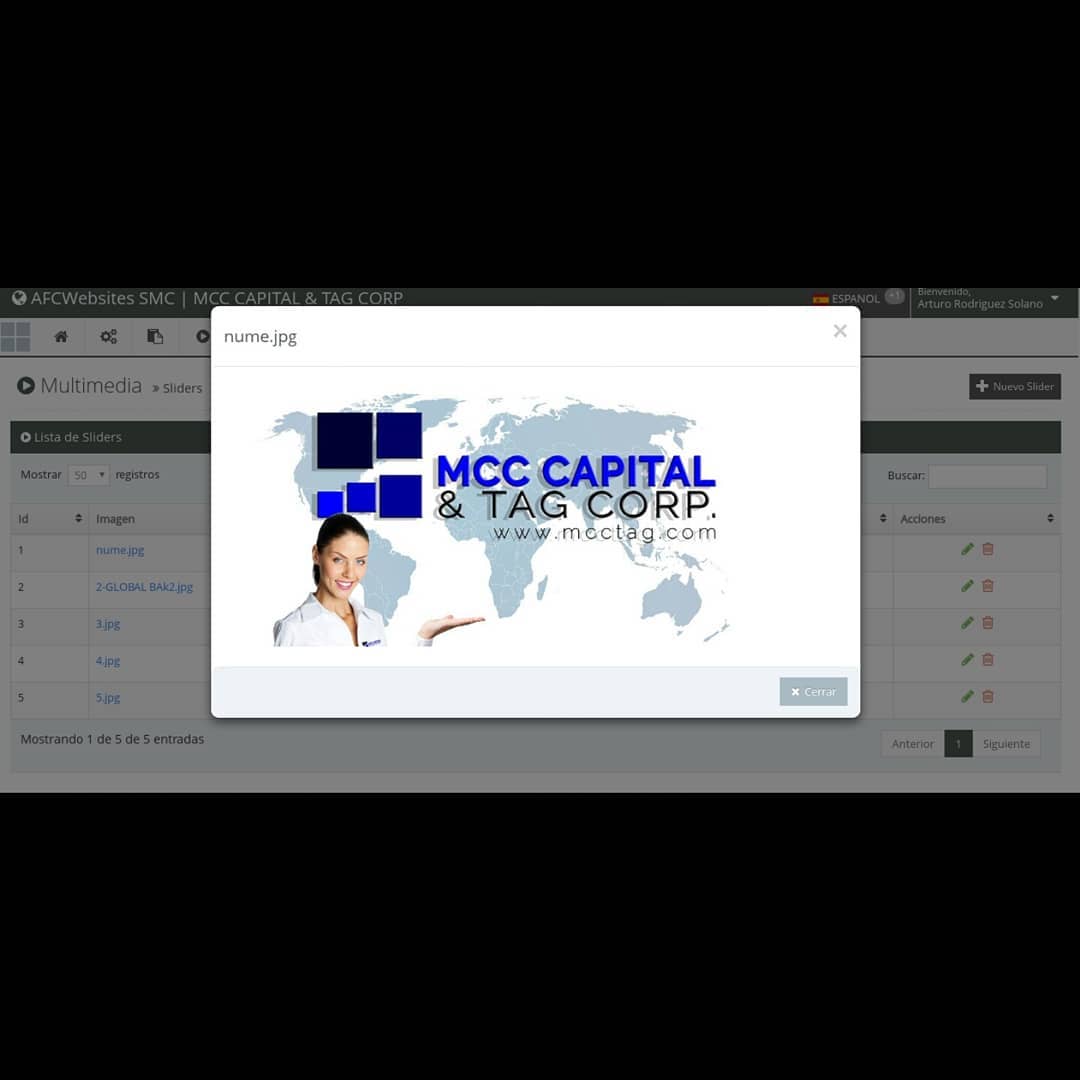 AFCWebsites SMC | MCC CAPITAL & TAG CORP
ESPANOL +1
Bienvenido,
Arturo Rodriguez Solano
nume.jpg
×
Multimedia » Sliders
Nuevo Slider
MCC CAPITAL
& TAG CORP.
www.mcctag.com
Lista de Sliders
Mostrar 50 registros
Buscar:
Id Imagen Acciones
1 nume.jpg
2 2-GLOBAL BAk2.jpg
3 3.jpg
4 4.jpg
5 5.jpg
Cerrar
Mostrando 1 de 5 de 5 entradas
Anterior 1 Siguiente